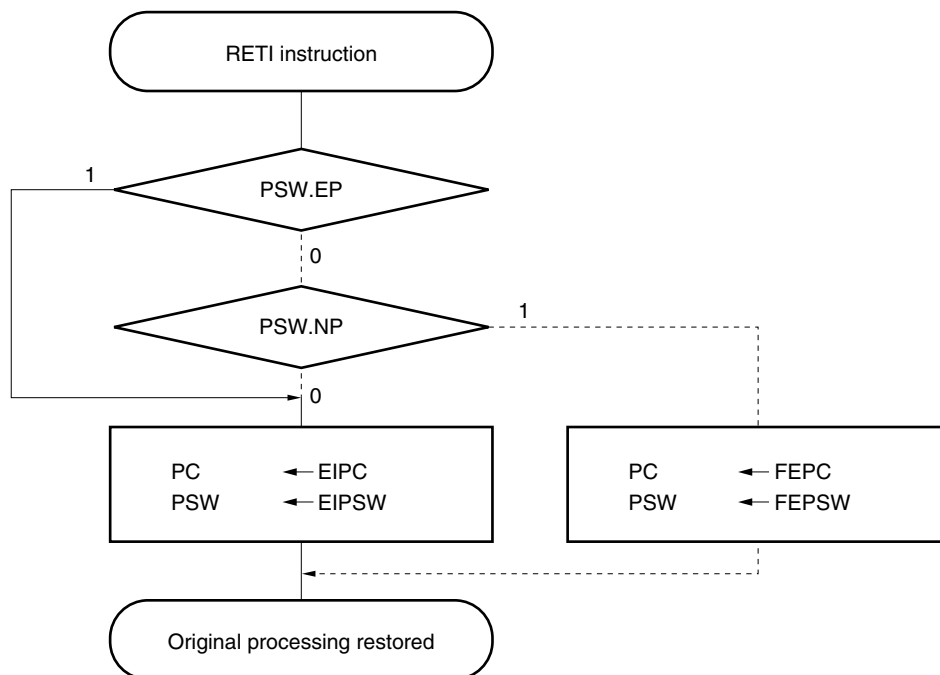 RETI instruction
1
PSW.EP
0
PSW.NP
1
0
PC EIPC
PSW EIPSW
PC FEPC
PSW FEPSW
Original processing restored